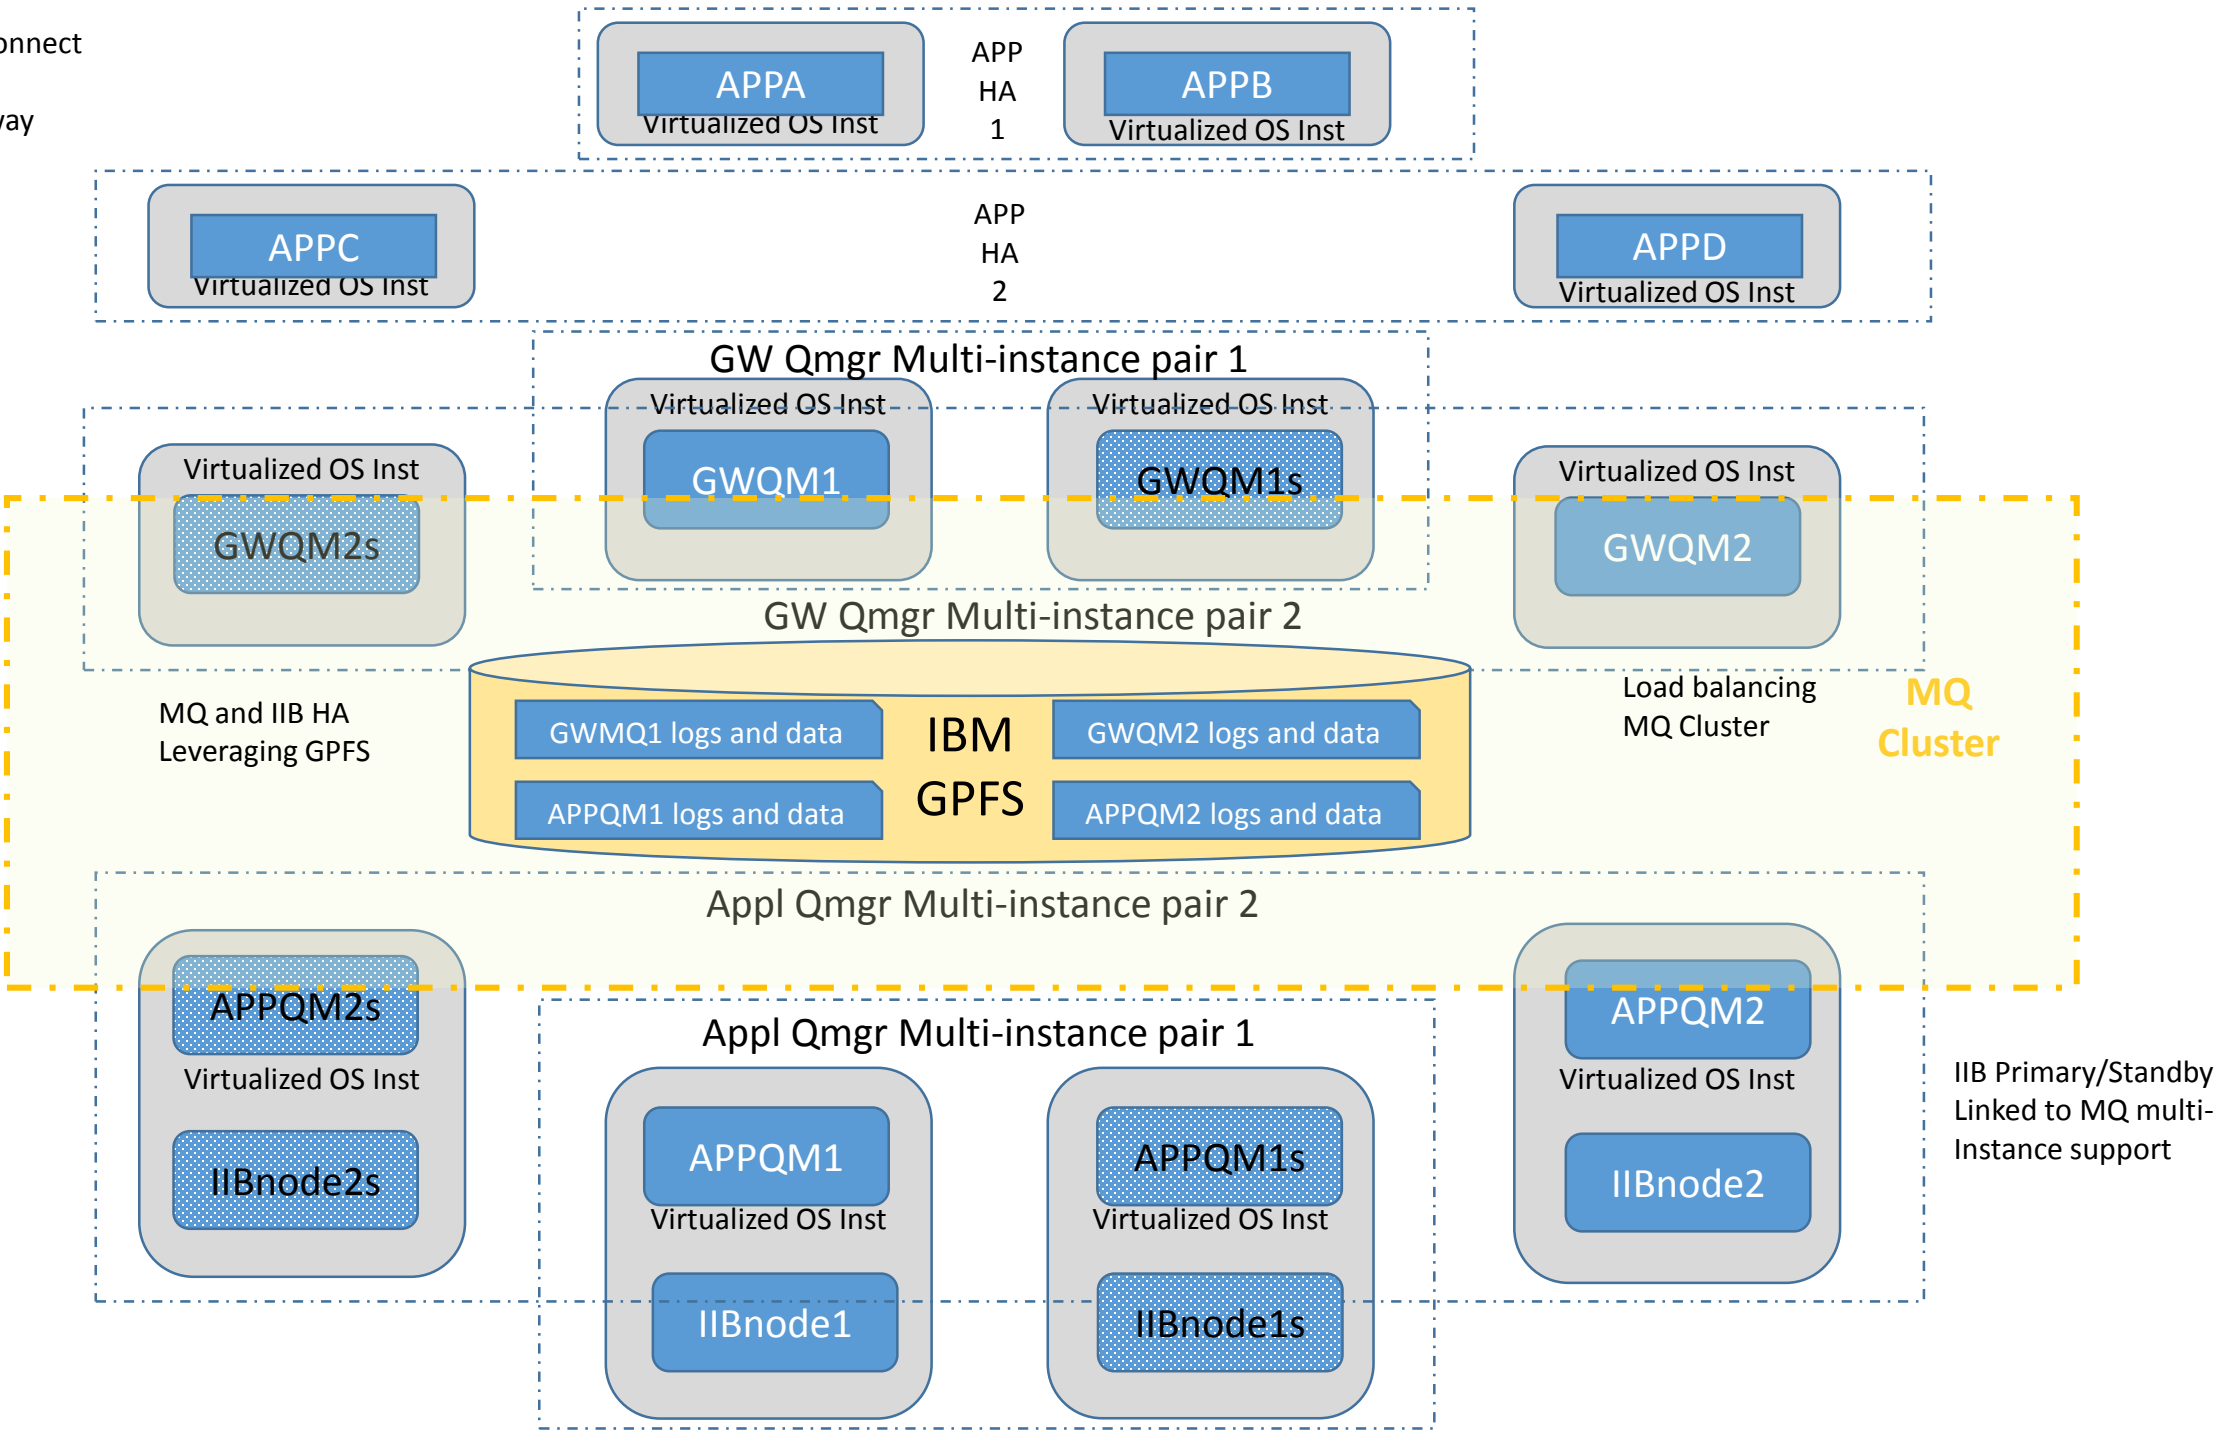 onnect
way
APPA
Virtualized OS Inst
APP
HA
1
APPB
Virtualized OS Inst
APPC
Virtualized OS Inst
APP
HA
2
APPD
Virtualized OS Inst
GW Qmgr Multi-instance pair 1
Virtualized OS Inst
GWQM1
Virtualized OS Inst
GWQM1s
Virtualized OS Inst
GWQM2s
Virtualized OS Inst
GWQM2
GW Qmgr Multi-instance pair 2
MQ and IIB HA
Leveraging GPFS
GWMQ1 logs and data
APPQM1 logs and data
IBM
GPFS
GWQM2 logs and data
APPQM2 logs and data
Load balancing
MQ Cluster
MQ
Cluster
Appl Qmgr Multi-instance pair 2
APPQM2s
Virtualized OS Inst
IIBnode2s
APPQM2
Virtualized OS Inst
IIBnode2
Appl Qmgr Multi-instance pair 1
APPQM1
Virtualized OS Inst
IIBnode1
APPQM1s
Virtualized OS Inst
IIBnode1s
IIB Primary/Standby
Linked to MQ multi-
Instance support